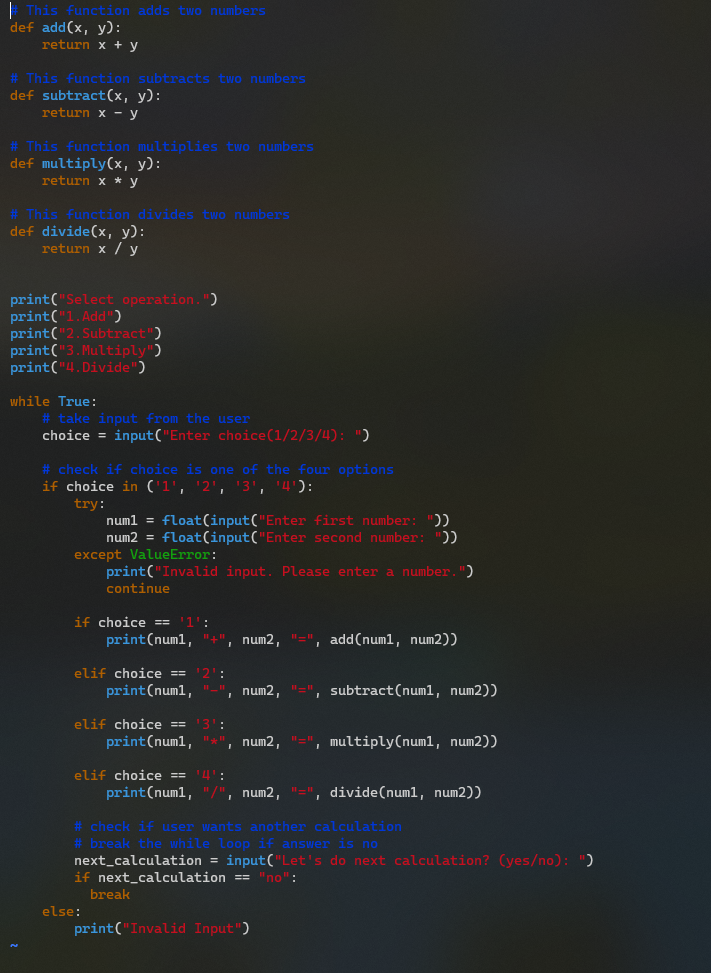 # This function adds two numbers
def add(x, y):
    return x + y

# This function subtracts two numbers
def subtract(x, y):
    return x - y

# This function multiplies two numbers
def multiply(x, y):
    return x * y

# This function divides two numbers
def divide(x, y):
    return x / y


print("Select operation.")
print("1.Add")
print("2.Subtract")
print("3.Multiply")
print("4.Divide")

while True:
    # take input from the user
    choice = input("Enter choice(1/2/3/4): ")

    # check if choice is one of the four options
    if choice in ('1', '2', '3', '4'):
        try:
            num1 = float(input("Enter first number: "))
            num2 = float(input("Enter second number: "))
        except ValueError:
            print("Invalid input. Please enter a number.")
            continue

        if choice == '1':
            print(num1, "+", num2, "=", add(num1, num2))

        elif choice == '2':
            print(num1, "-", num2, "=", subtract(num1, num2))

        elif choice == '3':
            print(num1, "*", num2, "=", multiply(num1, num2))

        elif choice == '4':
            print(num1, "/", num2, "=", divide(num1, num2))

        # check if user wants another calculation
        # break the while loop if answer is no
        next_calculation = input("Let's do next calculation? (yes/no): ")
        if next_calculation == "no":
          break
    else:
        print("Invalid Input")
~